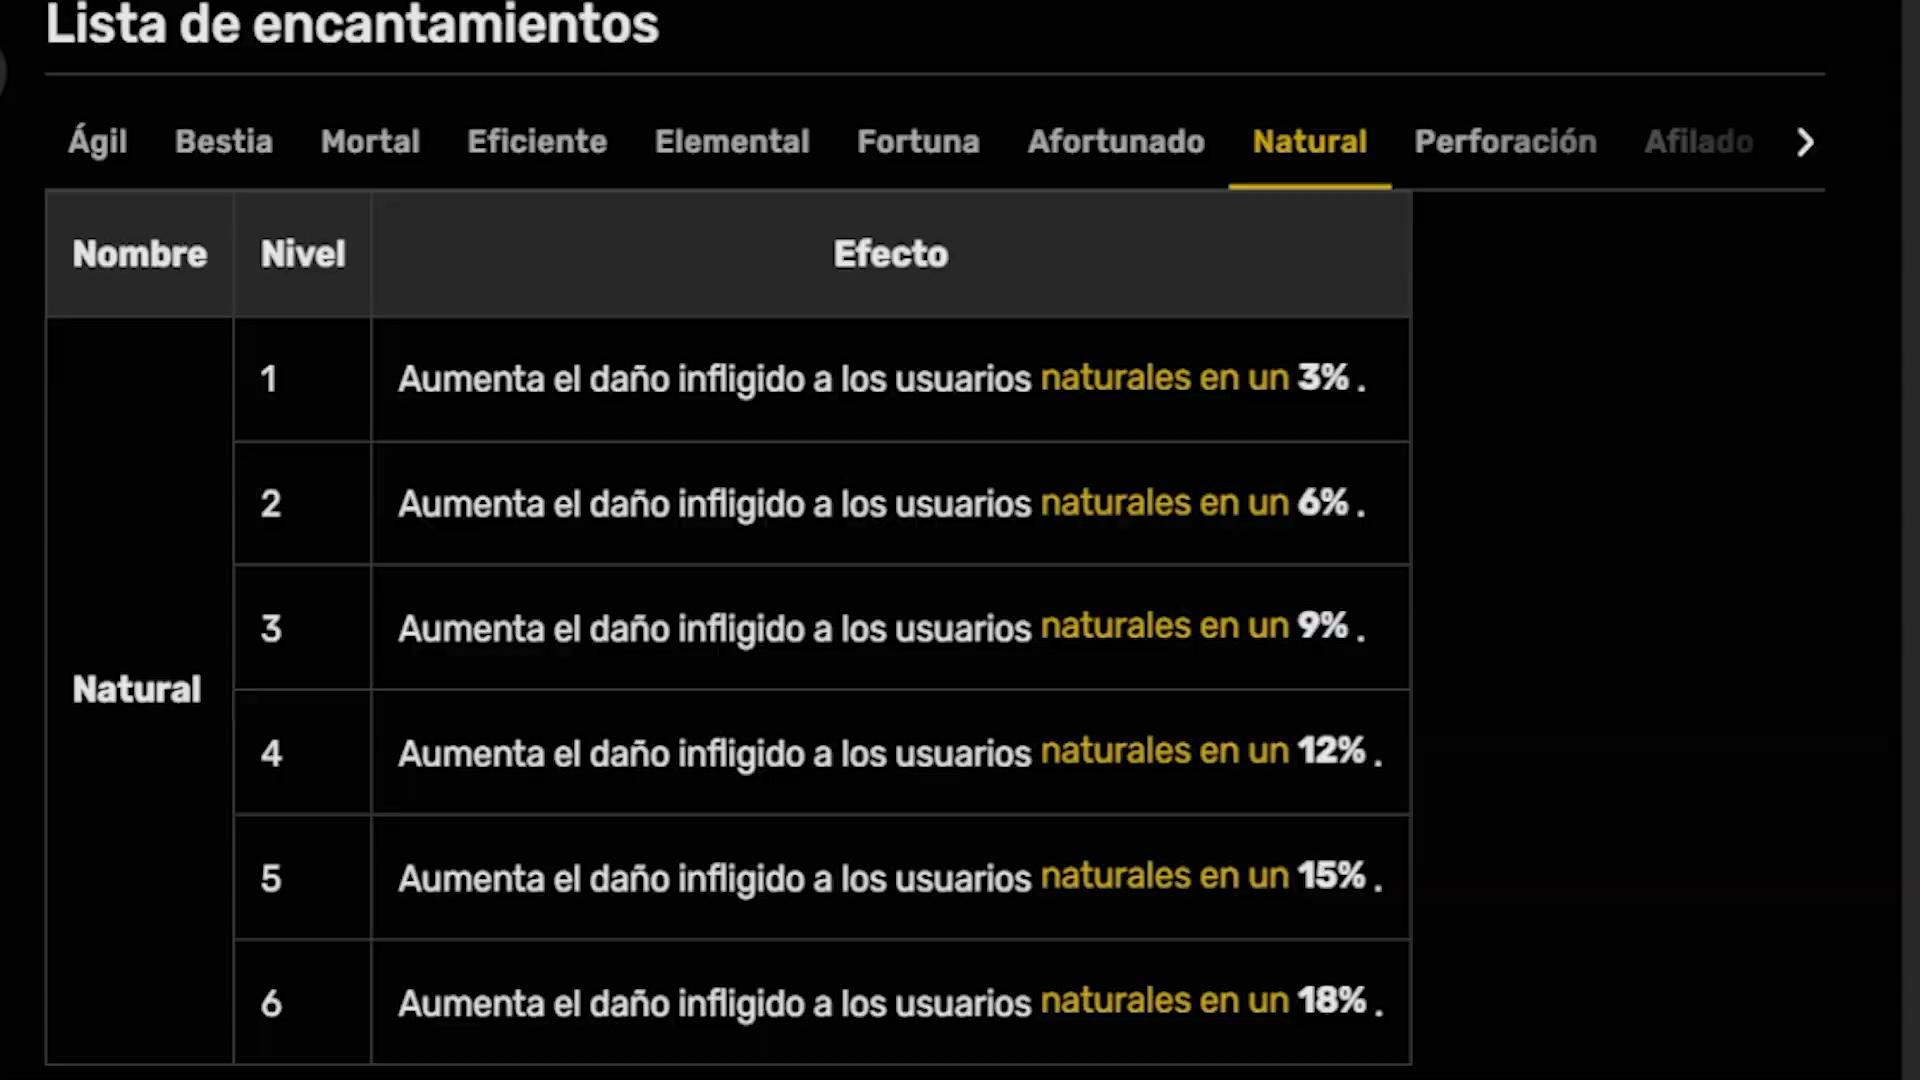 Lista de encantamientos
Ágil Bestia Mortal Eficiente Elemental Fortuna Afortunado Natural Perforación Afilado
Nombre Nivel Efecto
1 Aumenta el daño infligido a los usuarios naturales en un 3% .
2 Aumenta el daño infligido a los usuarios naturales en un 6% .
3 Aumenta el daño infligido a los usuarios naturales en un 9% .
Natural
4 Aumenta el daño infligido a los usuarios naturales en un 12% .
5 Aumenta el daño infligido a los usuarios naturales en un 15% .
6 Aumenta el daño infligido a los usuarios naturales en un 18% .